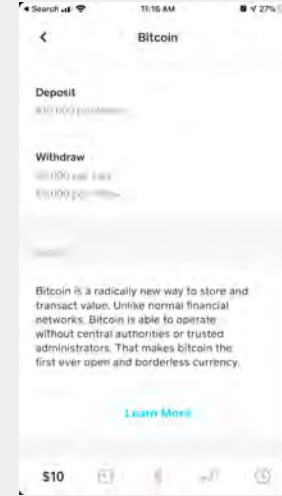 Search
11:16 AM
27%
Bitcoin
Deposit
$10,000
Withdraw
Bitcoin is a radically new way to store and
transact value. Unlike normal financial
networks, Bitcoin is able to operate
without central authorities or trusted
administrators. That makes bitcoin the
first ever open and borderless currency.
Learn More
$10